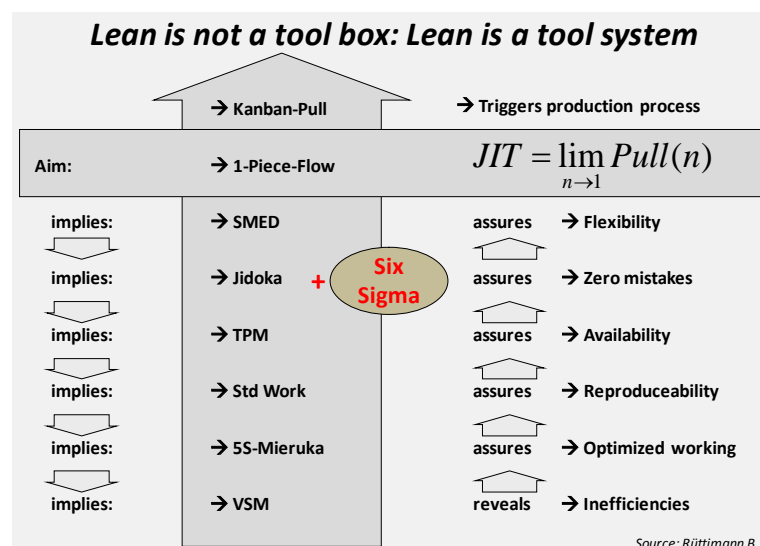 Lean is not a tool box: Lean is a tool system
→ Kanban-Pull → Triggers production process
Aim: → 1-Piece-Flow JIT = lim Pull(n)
n→1
implies: → SMED assures → Flexibility
implies: → Jidoka + Six Sigma assures → Zero mistakes
implies: → TPM assures → Availability
implies: → Std Work assures → Reproduceability
implies: → 5S-Mieruka assures → Optimized working
implies: → VSM reveals → Inefficiencies
Source: Rüttimann B.